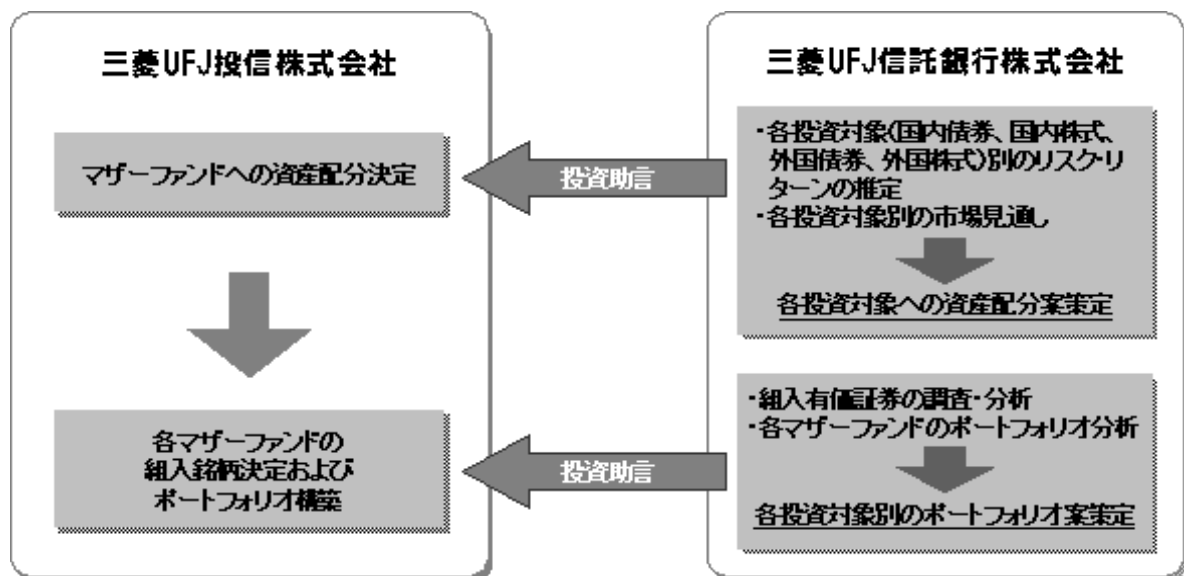 三菱UFJ投信株式会社
マザーファンドへの資産配分決定
各マザーファンドの
組入銘柄決定および
ポートフォリオ構築
投資助言
投資助言
三菱UFJ信託銀行株式会社
・各投資対象(国内債券、国内株式、
外国債券、外国株式)別のリスク・リ
ターンの推定
・各投資対象別の市場見通し
各投資対象への資産配分案策定
・組入有価証券の調査・分析
・各マザーファンドのポートフォリオ分析
各投資対象別のポートフォリオ案策定